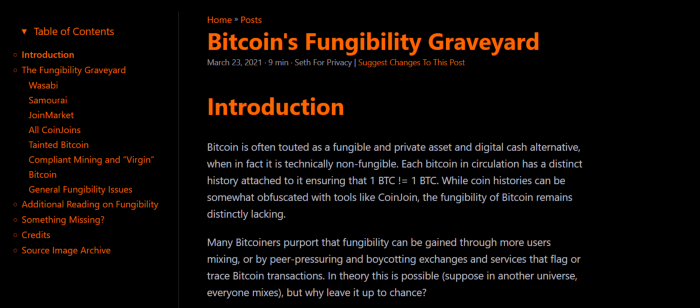 ▼ Table of Contents
Introduction
The Fungibility Graveyard
Wasabi
Samourai
JoinMarket
All CoinJoins
Tainted Bitcoin
Compliant Mining and “Virgin”
Bitcoin
General Fungibility Issues
Additional Reading on Fungibility
Something Missing?
Credits
Source Image Archive
Home » Posts
Bitcoin's Fungibility Graveyard
March 23, 2021 · 9 min · Seth For Privacy | Suggest Changes To This Post
Introduction
Bitcoin is often touted as a fungible and private asset and digital cash alternative,
when in fact it is technically non-fungible. Each bitcoin in circulation has a distinct
history attached to it ensuring that 1 BTC != 1 BTC. While coin histories can be
somewhat obfuscated with tools like CoinJoin, the fungibility of Bitcoin remains
distinctly lacking.
Many Bitcoiners purport that fungibility can be gained through more users
mixing, or by peer-pressuring and boycotting exchanges and services that flag or
trace Bitcoin transactions. In theory this is possible (suppose in another universe,
everyone mixes), but why leave it up to chance?